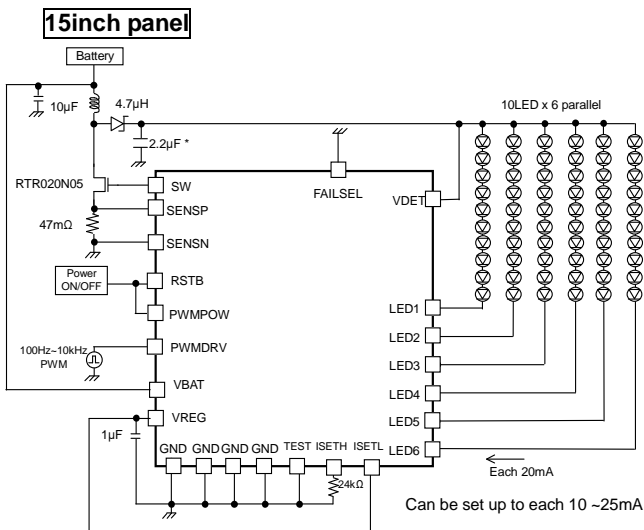 15inch panel
Battery
10µF
4.7µH
10LED x 6 parallel
2.2µF *
RTR020N05
SW
FAILSEL
VDET
SENSP
47mΩ
SENSN
Power
ON/OFF
RSTB
PWMPOW
LED1
LED2
100Hz~10kHz
PWM
PWMDRV
LED3
VBAT
LED4
VREG
LED5
1µF
GND GND GND GND TEST ISETH ISETL
LED6
Each 20mA
24kΩ
Can be set up to each 10 ~25mA